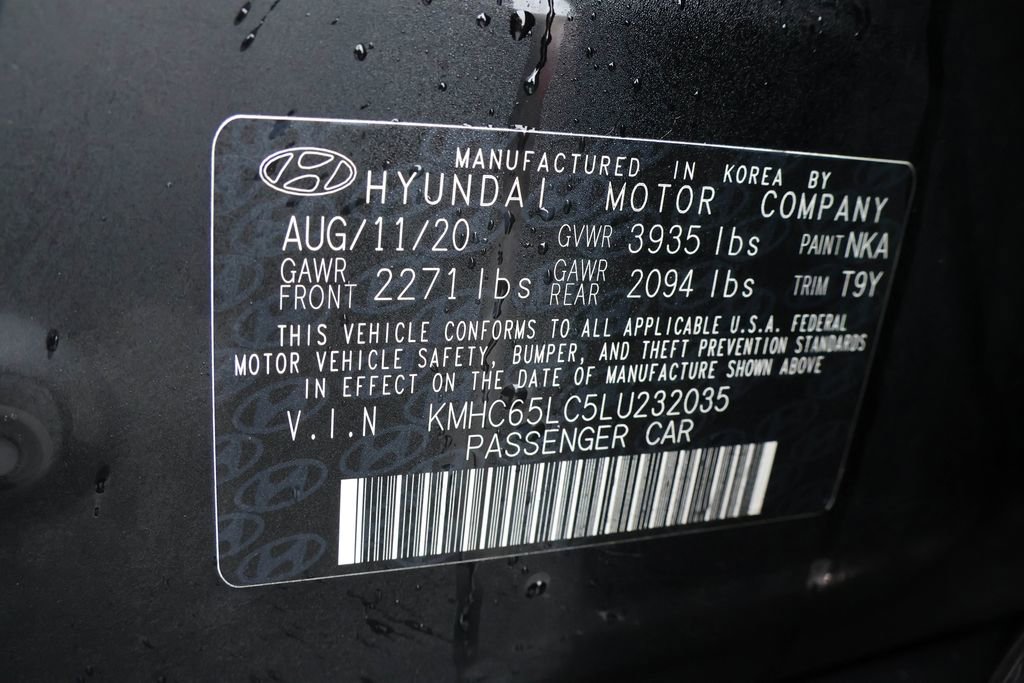 MANUFACTURED IN KOREA BY
HYUNDAI MOTOR COMPANY
AUG/11/20 GVWR 3935 lbs PAINT NKA
GAWR FRONT 2271 lbs GAWR REAR 2094 lbs TRIM T9Y
THIS VEHICLE CONFORMS TO ALL APPLICABLE U.S.A. FEDERAL
MOTOR VEHICLE SAFETY, BUMPER, AND THEFT PREVENTION STANDARDS
IN EFFECT ON THE DATE OF MANUFACTURE SHOWN ABOVE
V.I.N KMHC65LC5LU232035
PASSENGER CAR